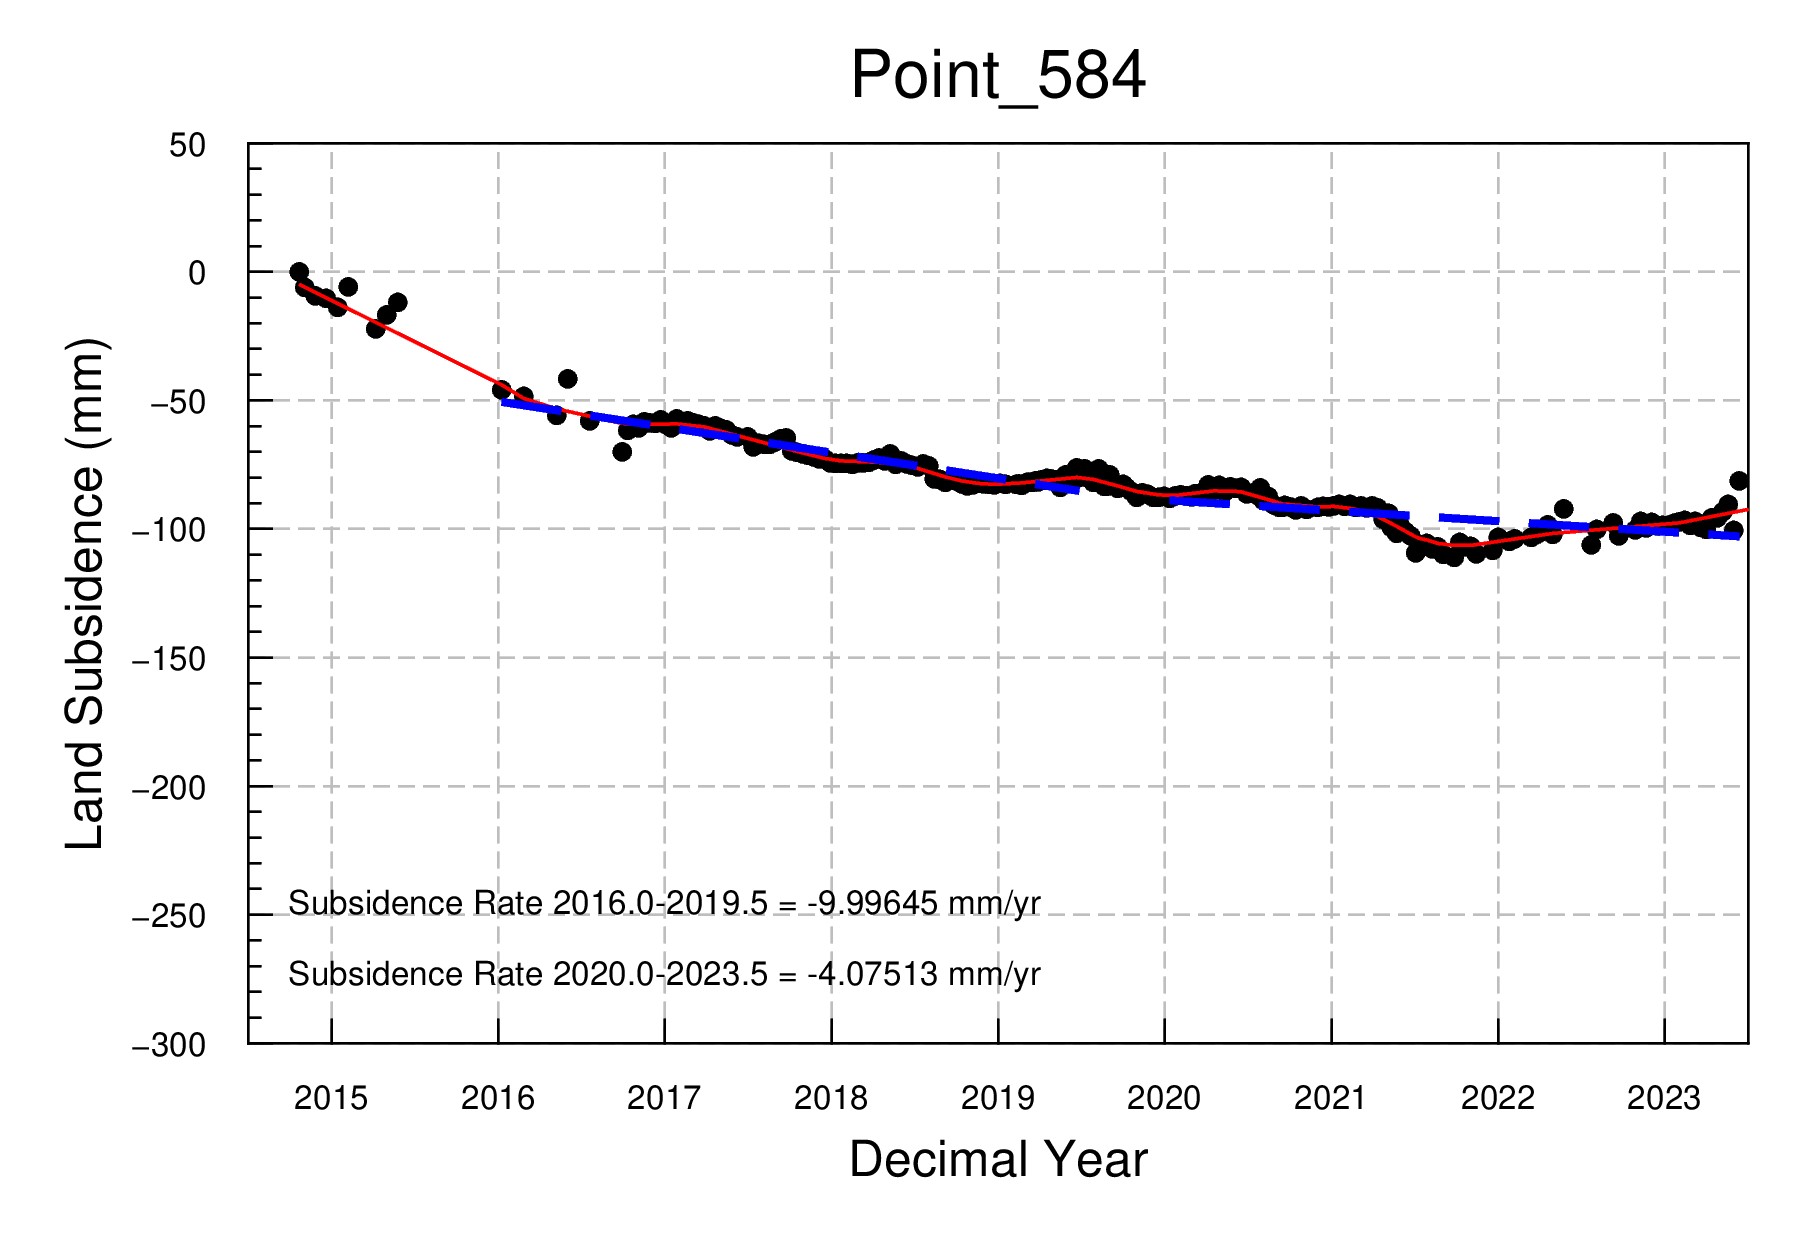 Point_584
50
0
−50
−100
−150
−200
−250
−300
Land Subsidence (mm)
Subsidence Rate 2016.0-2019.5 = -9.99645 mm/yr
Subsidence Rate 2020.0-2023.5 = -4.07513 mm/yr
2015 2016 2017 2018 2019 2020 2021 2022 2023
Decimal Year